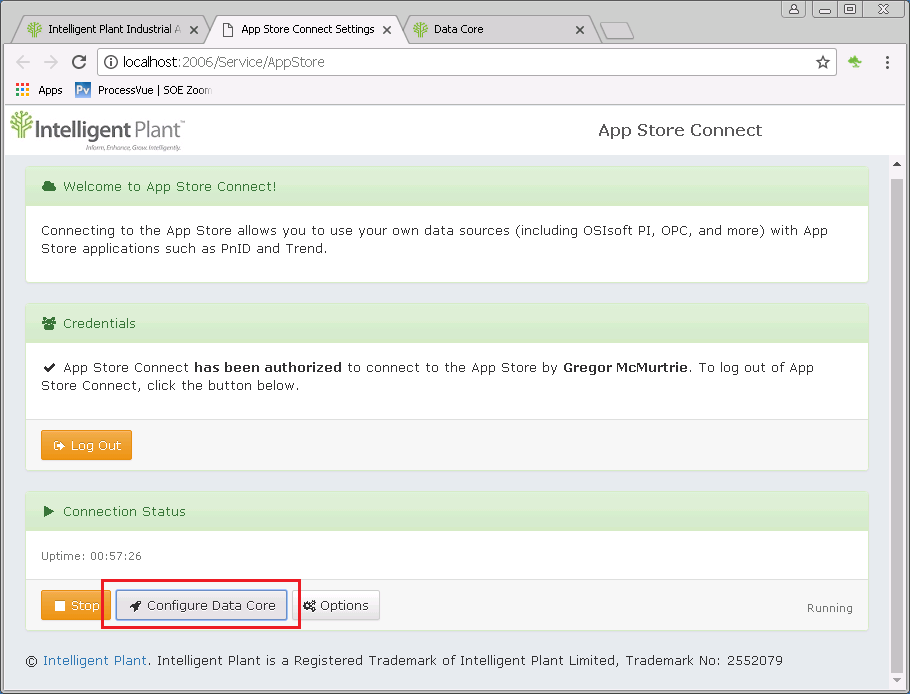 Intelligent Plant Industrial A
App Store Connect Settings
Data Core
localhost:2006/Service/AppStore
Apps
Pv
ProcessVue | SOE Zoom
Intelligent Plant™
Inform, Enhance, Grow. Intelligently.
App Store Connect
Welcome to App Store Connect!
Connecting to the App Store allows you to use your own data sources (including OSIsoft PI, OPC, and more) with App
Store applications such as PnID and Trend.
Credentials
App Store Connect has been authorized to connect to the App Store by Gregor McMurtrie. To log out of App
Store Connect, click the button below.
Log Out
Connection Status
Uptime: 00:57:26
Stop
Configure Data Core
Options
Running
© Intelligent Plant. Intelligent Plant is a Registered Trademark of Intelligent Plant Limited, Trademark No: 2552079